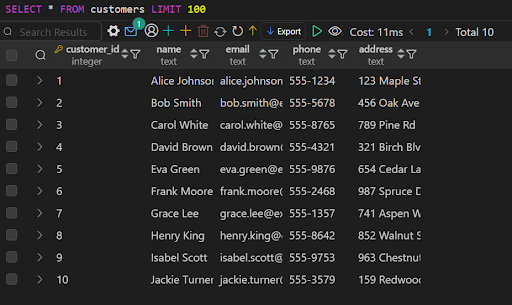 SELECT * FROM customers LIMIT 100
Search Results 1 Export Cost: 11ms < 1 > Total 10
customer_id name email phone address
integer text text text text
1 Alice Johnson alice.johnson 555-1234 123 Maple St
2 Bob Smith bob.smith@e 555-5678 456 Oak Ave
3 Carol White carol.white@ 555-8765 789 Pine Rd
4 David Brown david.brown@ 555-4321 321 Birch Blv
5 Eva Green eva.green@e 555-9876 654 Cedar La
6 Frank Moore frank.moore@ 555-2468 987 Spruce D
7 Grace Lee grace.lee@ex 555-1357 741 Aspen W
8 Henry King henry.king@ 555-8642 852 Walnut S
9 Isabel Scott isabel.scott@ 555-9753 963 Chestnut
10 Jackie Turner jackie.turner 555-3579 159 Redwood